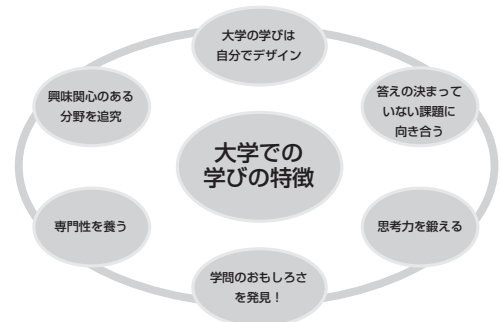 大学の学びは
自分でデザイン
答えの決まって
いない課題に
向き合う
思考力を鍛える
学問のおもしろさ
を発見！
専門性を養う
興味関心のある
分野を追究
大学での
学びの特徴